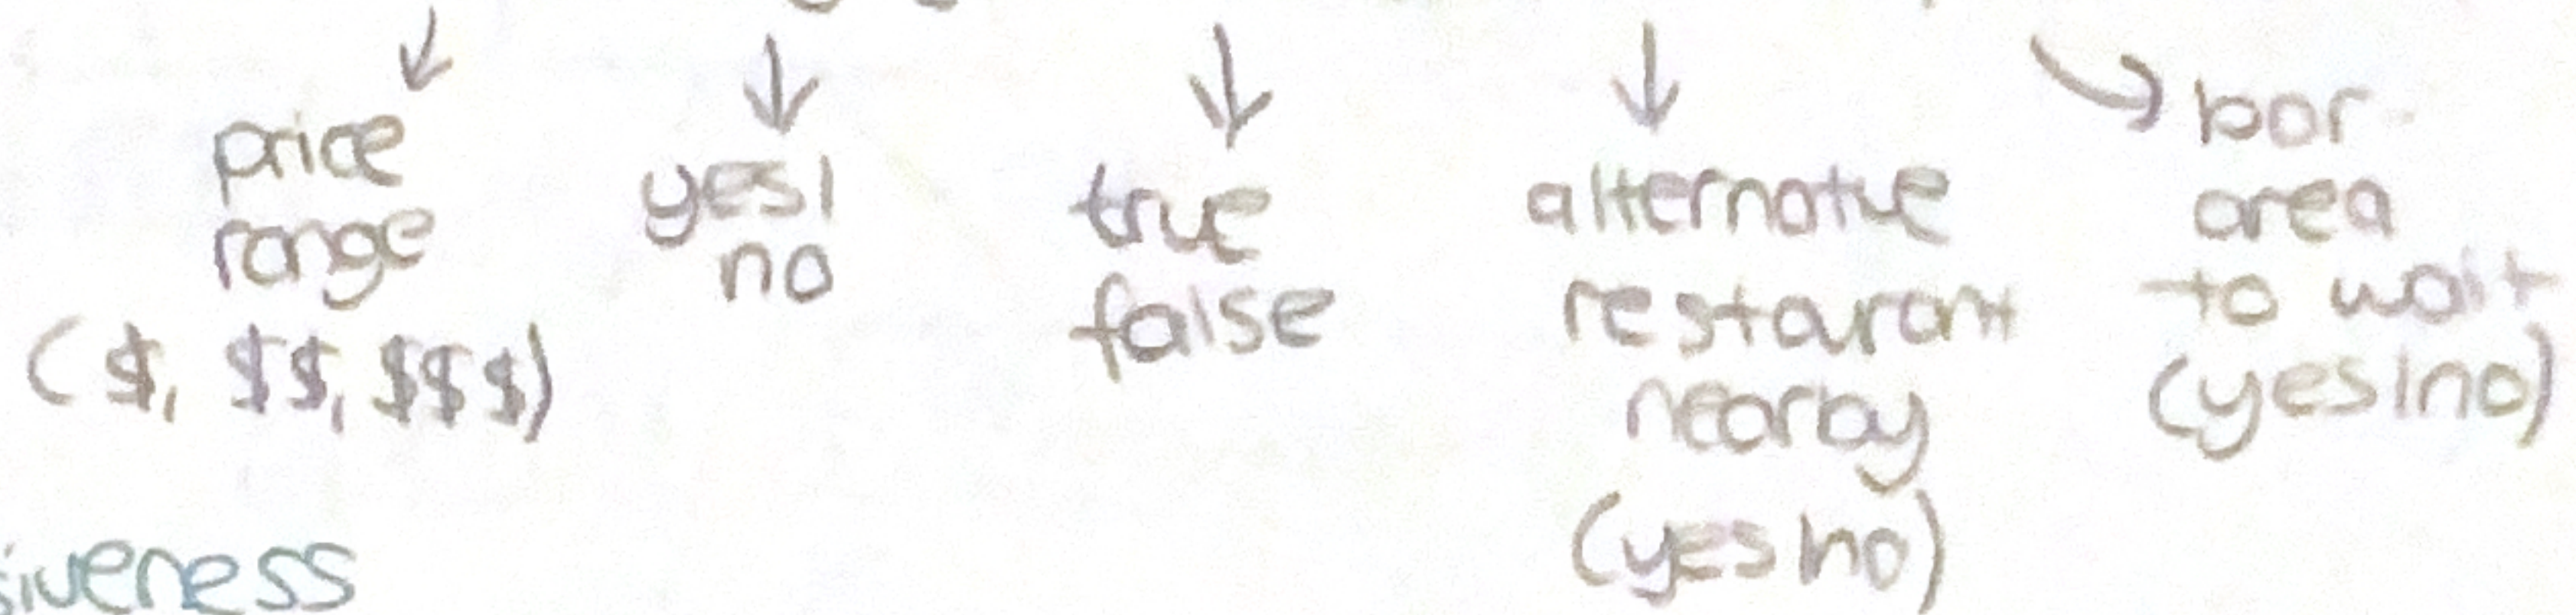 price
range
($, $$, $$$)
yes/
no
true
false
alternative
restaurant
nearby
(yes/no)
bar
area
to wait
(yes/no)
siveness